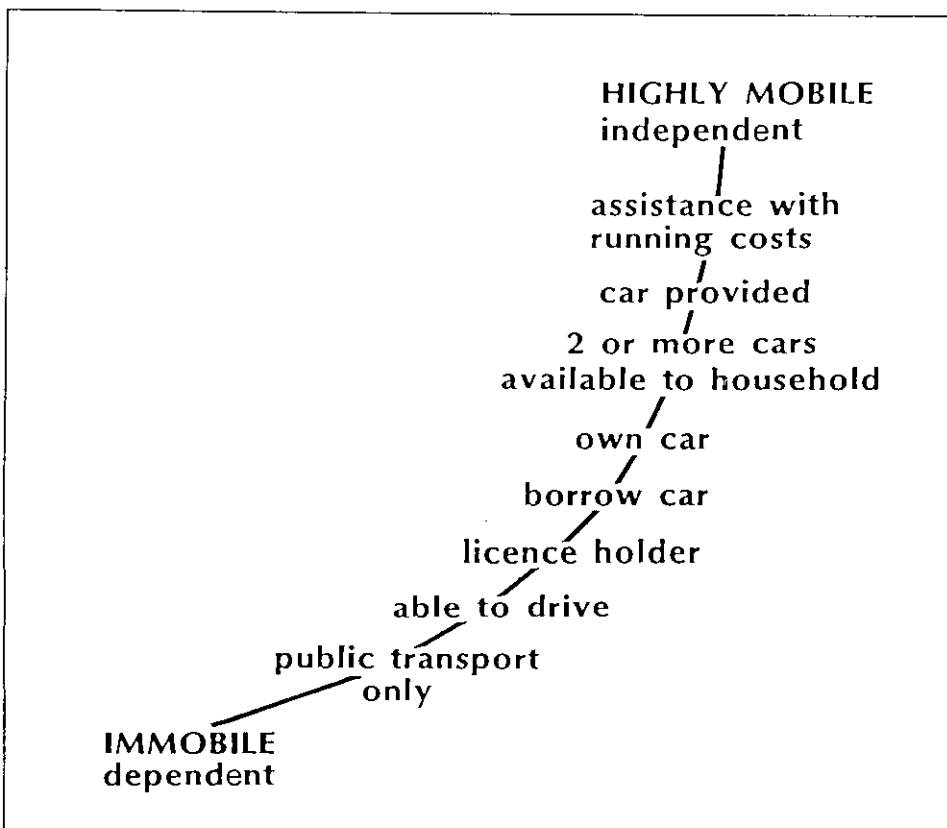 HIGHLY MOBILE
independent
assistance with
running costs
car provided
2 or more cars
available to household
own car
borrow car
licence holder
able to drive
public transport
only
IMMOBILE
dependent